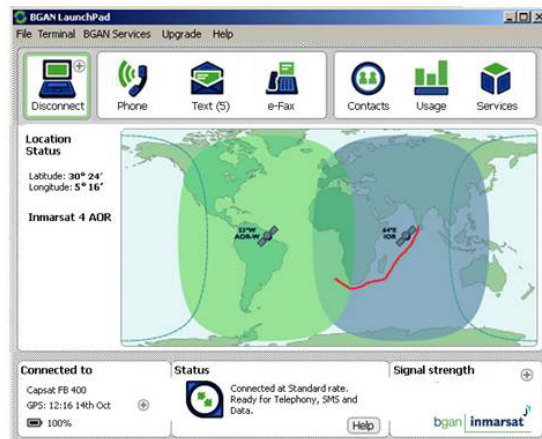 BGAN LaunchPad
File Terminal BGAN Services Upgrade Help
Disconnect
Phone
Text (5)
e-Fax
Contacts
Usage
Services
Location
Status
Latitude: 30° 24'
Longitude: 5° 16'
Inmarsat 4 AOR
53°W
AOR-W
64°E
IOR
Connected to
Capsat FB 400
GPS: 12:16 14th Oct
100%
Status
Connected at Standard rate.
Ready for Telephony, SMS and
Data.
Help
Signal strength
bgan inmarsat